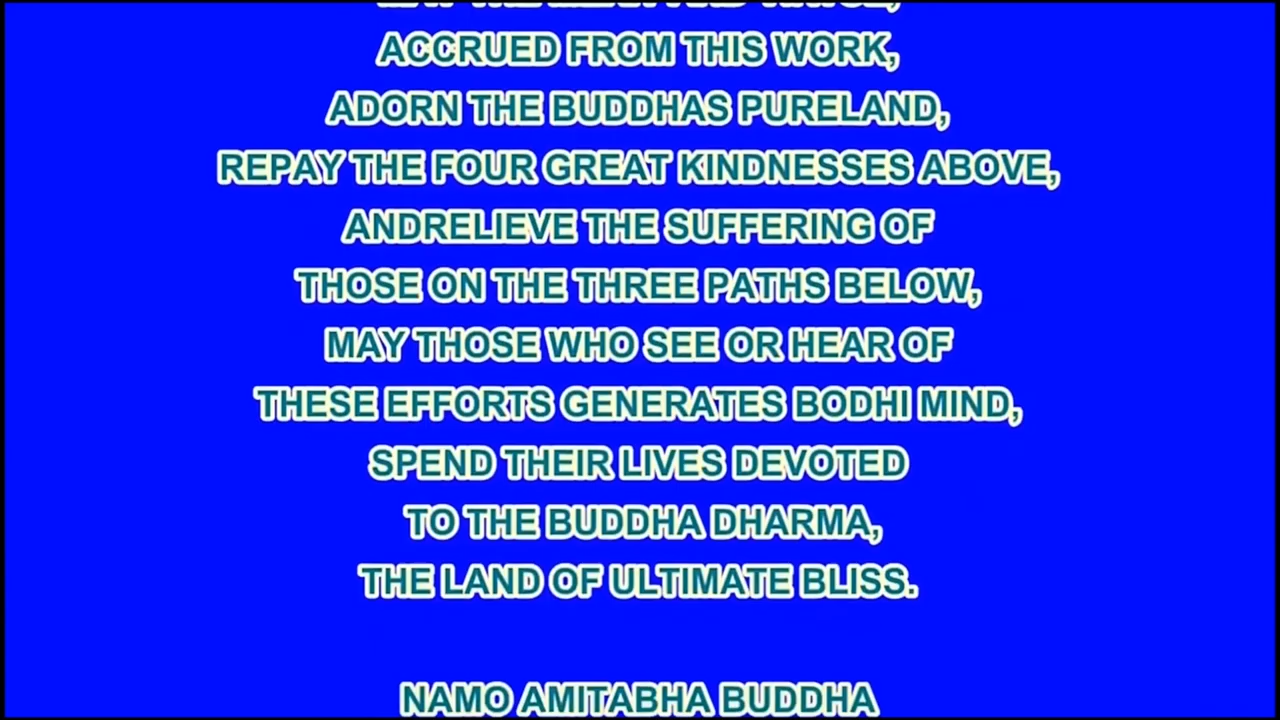 ACCRUED FROM THIS WORK,
ADORN THE BUDDHAS PURELAND,
REPAY THE FOUR GREAT KINDNESSES ABOVE,
ANDRELIEVE THE SUFFERING OF
THOSE ON THE THREE PATHS BELOW,
MAY THOSE WHO SEE OR HEAR OF
THESE EFFORTS GENERATES BODHI MIND,
SPEND THEIR LIVES DEVOTED
TO THE BUDDHA DHARMA,
THE LAND OF ULTIMATE BLISS.
NAMO AMITABHA BUDDHA